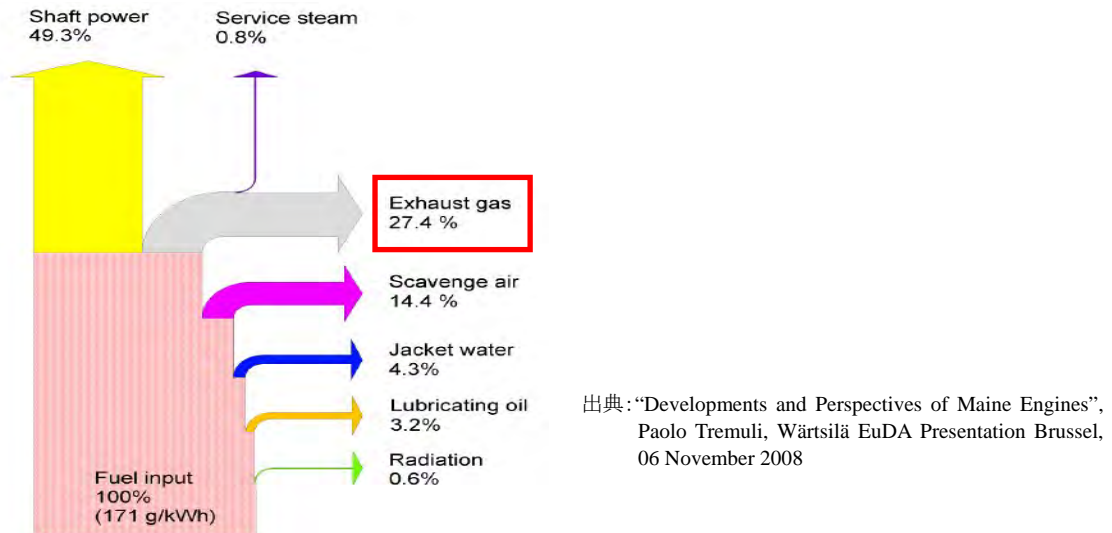 Shaft power
49.3%
Service steam
0.8%
Exhaust gas
27.4 %
Scavenge air
14.4 %
Jacket water
4.3%
Lubricating oil
3.2%
Radiation
0.6%
Fuel input
100%
(171 g/kWh)
出典：“Developments and Perspectives of Maine Engines”,
Paolo Tremuli, Wärtsilä EuDA Presentation Brussel,
06 November 2008